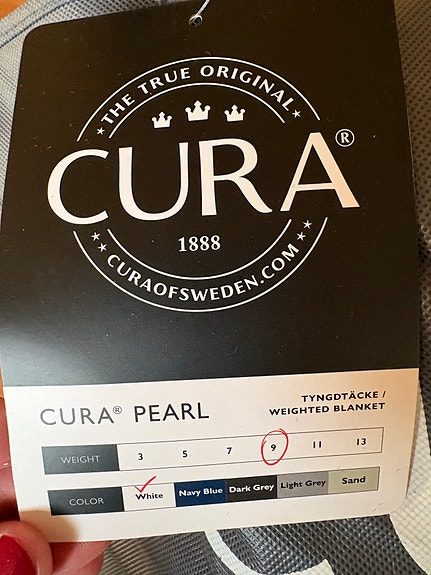 THE TRUE ORIGINAL
CURA®
1888
CURAOFSWEDEN.COM
CURA® PEARL
TYNGDTÄCKE /
WEIGHTED BLANKET
WEIGHT 3 5 7 9 11 13
COLOR White Navy Blue Dark Grey Light Grey Sand